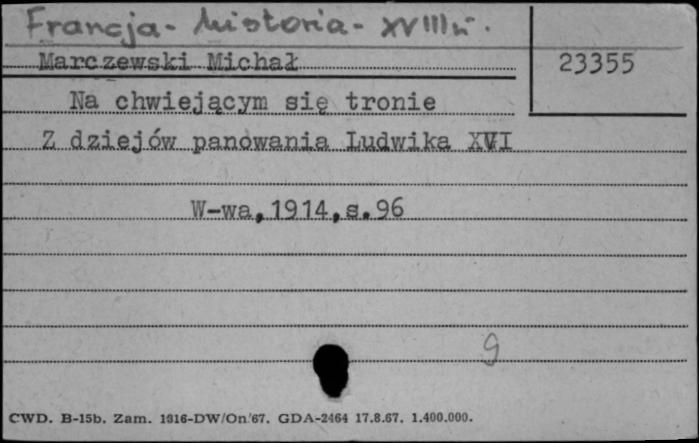 Francja - historia - XVIII w.
Marczewski Michał
23355
Na chwiejącym się tronie
Z dziejów panowania Ludwika XVI
W-wa,1914,s.96
9
CWD. B-15b. Zam. 1816-DW/On/67. GDA-2464 17.8.67. 1.400.000.